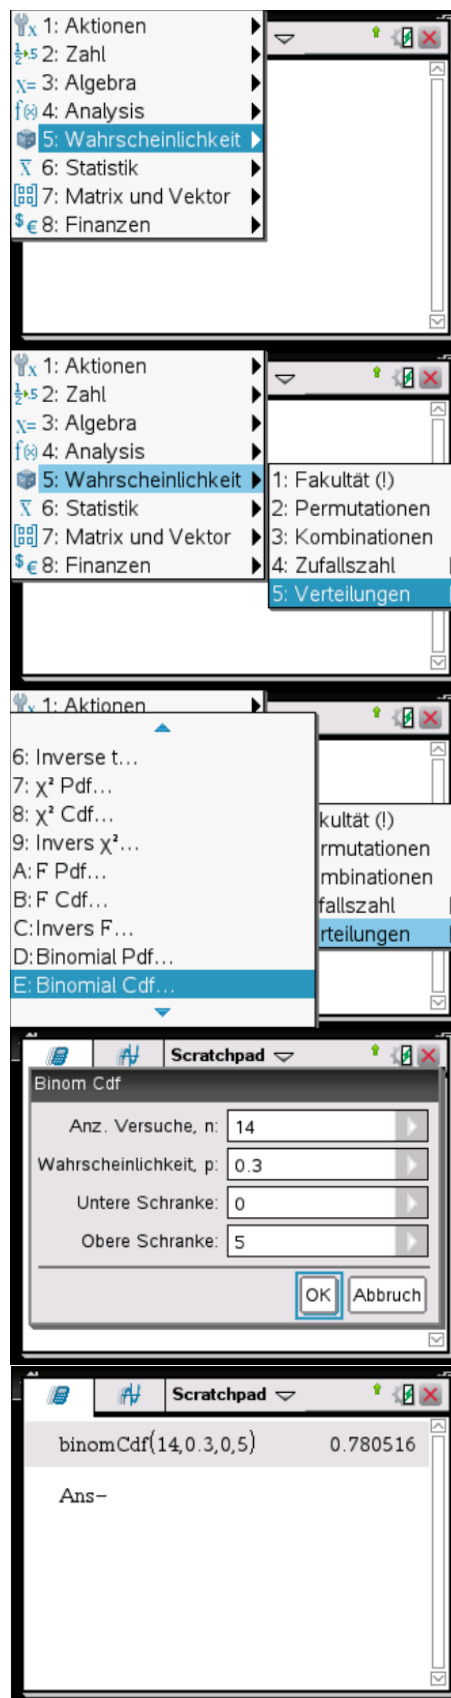 1: Aktionen
2: Zahl
3: Algebra
4: Analysis
5: Wahrscheinlichkeit
6: Statistik
7: Matrix und Vektor
8: Finanzen
1: Aktionen
2: Zahl
3: Algebra
4: Analysis
5: Wahrscheinlichkeit
6: Statistik
7: Matrix und Vektor
8: Finanzen
1: Fakultät (!)
2: Permutationen
3: Kombinationen
4: Zufallszahl
5: Verteilungen
1: Aktionen
6: Inverse t...
7: χ² Pdf...
8: χ² Cdf...
9: Invers χ²...
A: F Pdf...
B: F Cdf...
C: Invers F...
D: Binomial Pdf...
E: Binomial Cdf...
kultät (!)
rmutationen
mbinationen
fallszahl
rteilungen
Scratchpad
Binom Cdf
Anz. Versuche, n: 14
Wahrscheinlichkeit, p: 0.3
Untere Schranke: 0
Obere Schranke: 5
OK Abbruch
Scratchpad
binomCdf(14,0.3,0,5) 0.780516
Ans–